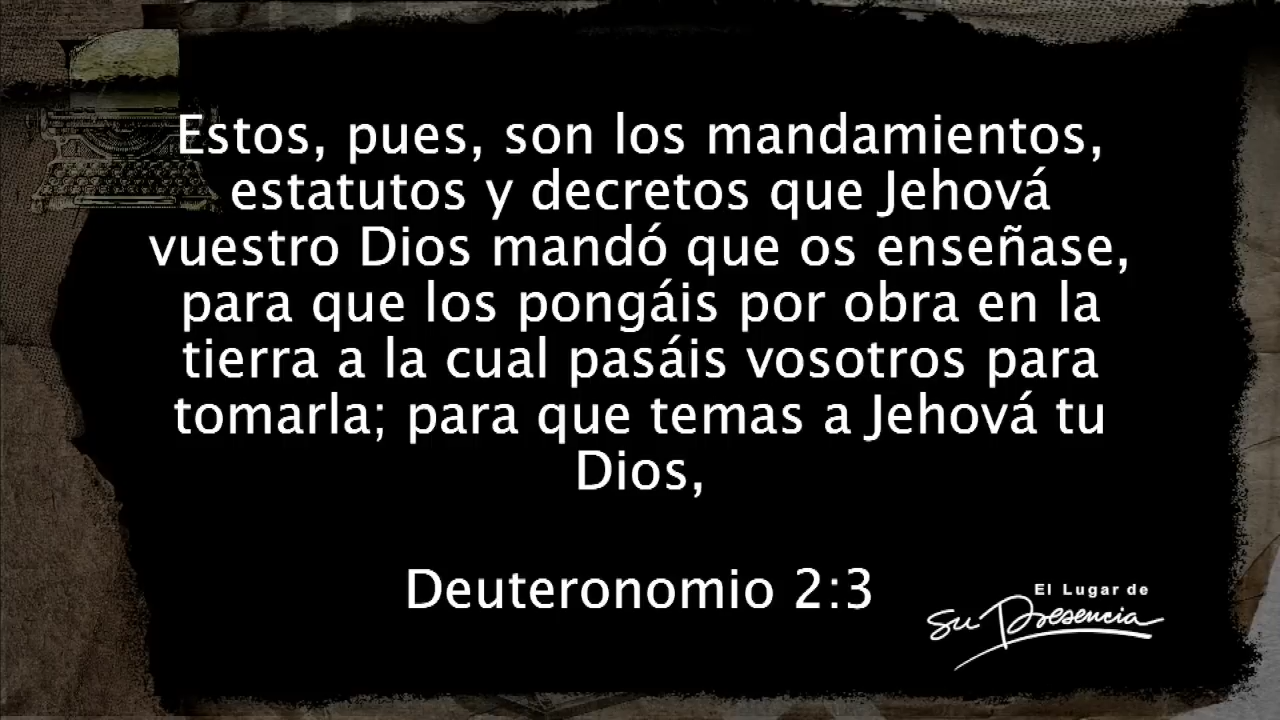 Estos, pues, son los mandamientos,
estatutos y decretos que Jehová
vuestro Dios mandó que os enseñase,
para que los pongáis por obra en la
tierra a la cual pasáis vosotros para
tomarla; para que temas a Jehová tu
Dios,
Deuteronomio 2:3
El Lugar de
Su Presencia